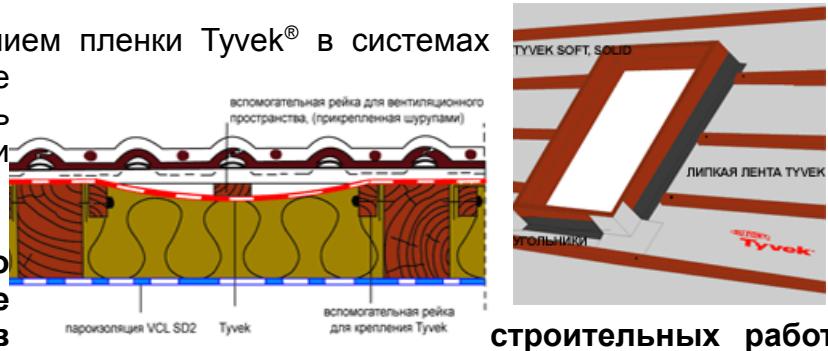 нием пленки Tyvek® в системах
е
ь
и
о
е
в строительных работ
вспомогательная рейка для вентиляционного
пространства, (прикрепленная шурупами)
пароизоляция VCL SD2
Tyvek
вспомогательная рейка
для крепления Tyvek
TYVEK SOFT, SOLID
ЛИПКАЯ ЛЕНТА TYVEK
УГОЛЬНИКИ
Tyvek